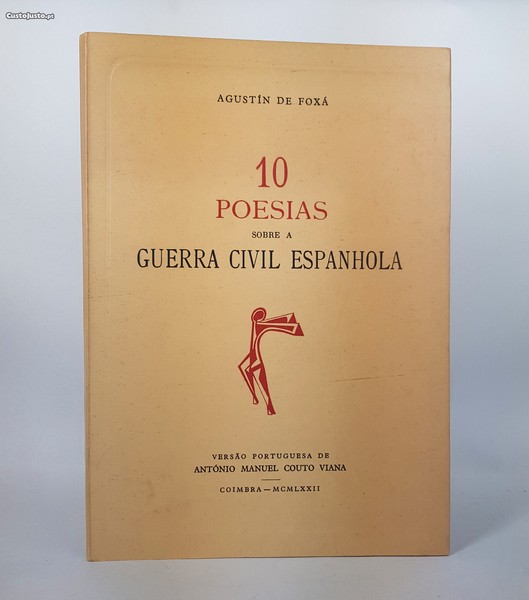 CustoJusto.pt
AGUSTÍN DE FOXÁ
10
POESIAS
SOBRE A
GUERRA CIVIL ESPANHOLA
VERSÃO PORTUGUESA DE
ANTÓNIO MANUEL COUTO VIANA
COIMBRA — MCMLXXII